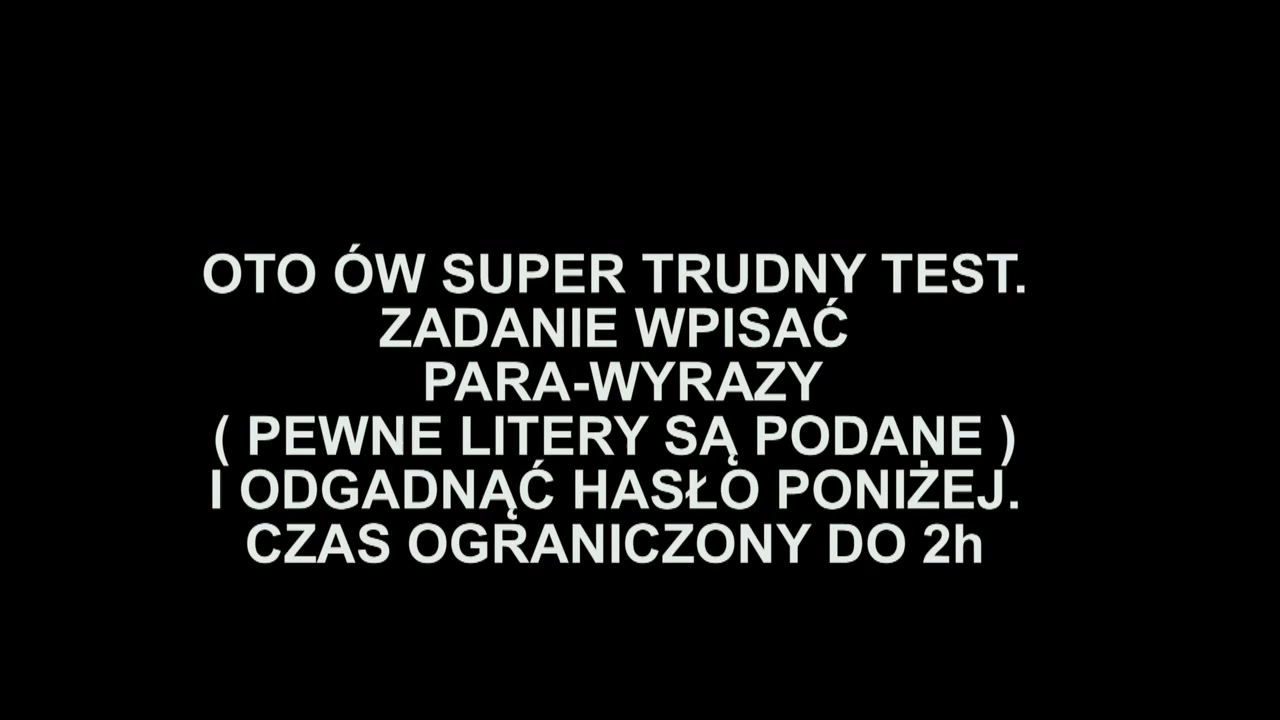 OTO ÓW SUPER TRUDNY TEST.
ZADANIE WPISAĆ
PARA-WYRAZY
( PEWNE LITERY SĄ PODANE )
I ODGADNĄĆ HASŁO PONIŻEJ.
CZAS OGRANICZONY DO 2h